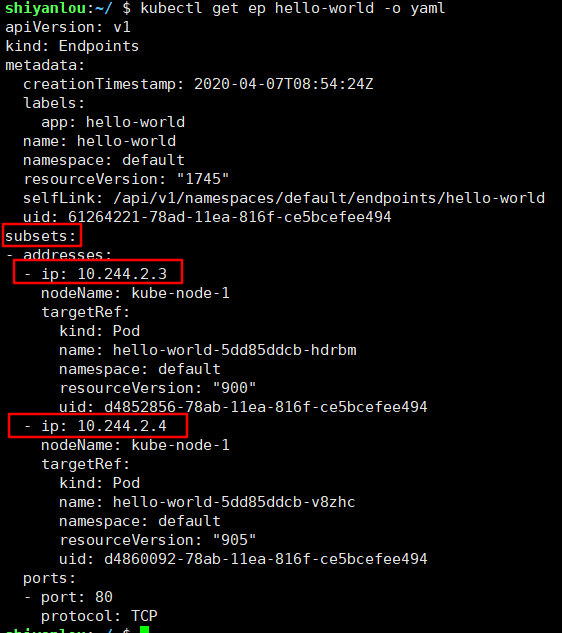 shiyanlou:~/ $ kubectl get ep hello-world -o yaml
apiVersion: v1
kind: Endpoints
metadata:
  creationTimestamp: 2020-04-07T08:54:24Z
  labels:
    app: hello-world
  name: hello-world
  namespace: default
  resourceVersion: "1745"
  selfLink: /api/v1/namespaces/default/endpoints/hello-world
  uid: 61264221-78ad-11ea-816f-ce5bcefee494
subsets:
- addresses:
  - ip: 10.244.2.3
    nodeName: kube-node-1
    targetRef:
      kind: Pod
      name: hello-world-5dd85ddcb-hdrbm
      namespace: default
      resourceVersion: "900"
      uid: d4852856-78ab-11ea-816f-ce5bcefee494
  - ip: 10.244.2.4
    nodeName: kube-node-1
    targetRef:
      kind: Pod
      name: hello-world-5dd85ddcb-v8zhc
      namespace: default
      resourceVersion: "905"
      uid: d4860092-78ab-11ea-816f-ce5bcefee494
  ports:
  - port: 80
    protocol: TCP
shiyanlou:~/ $